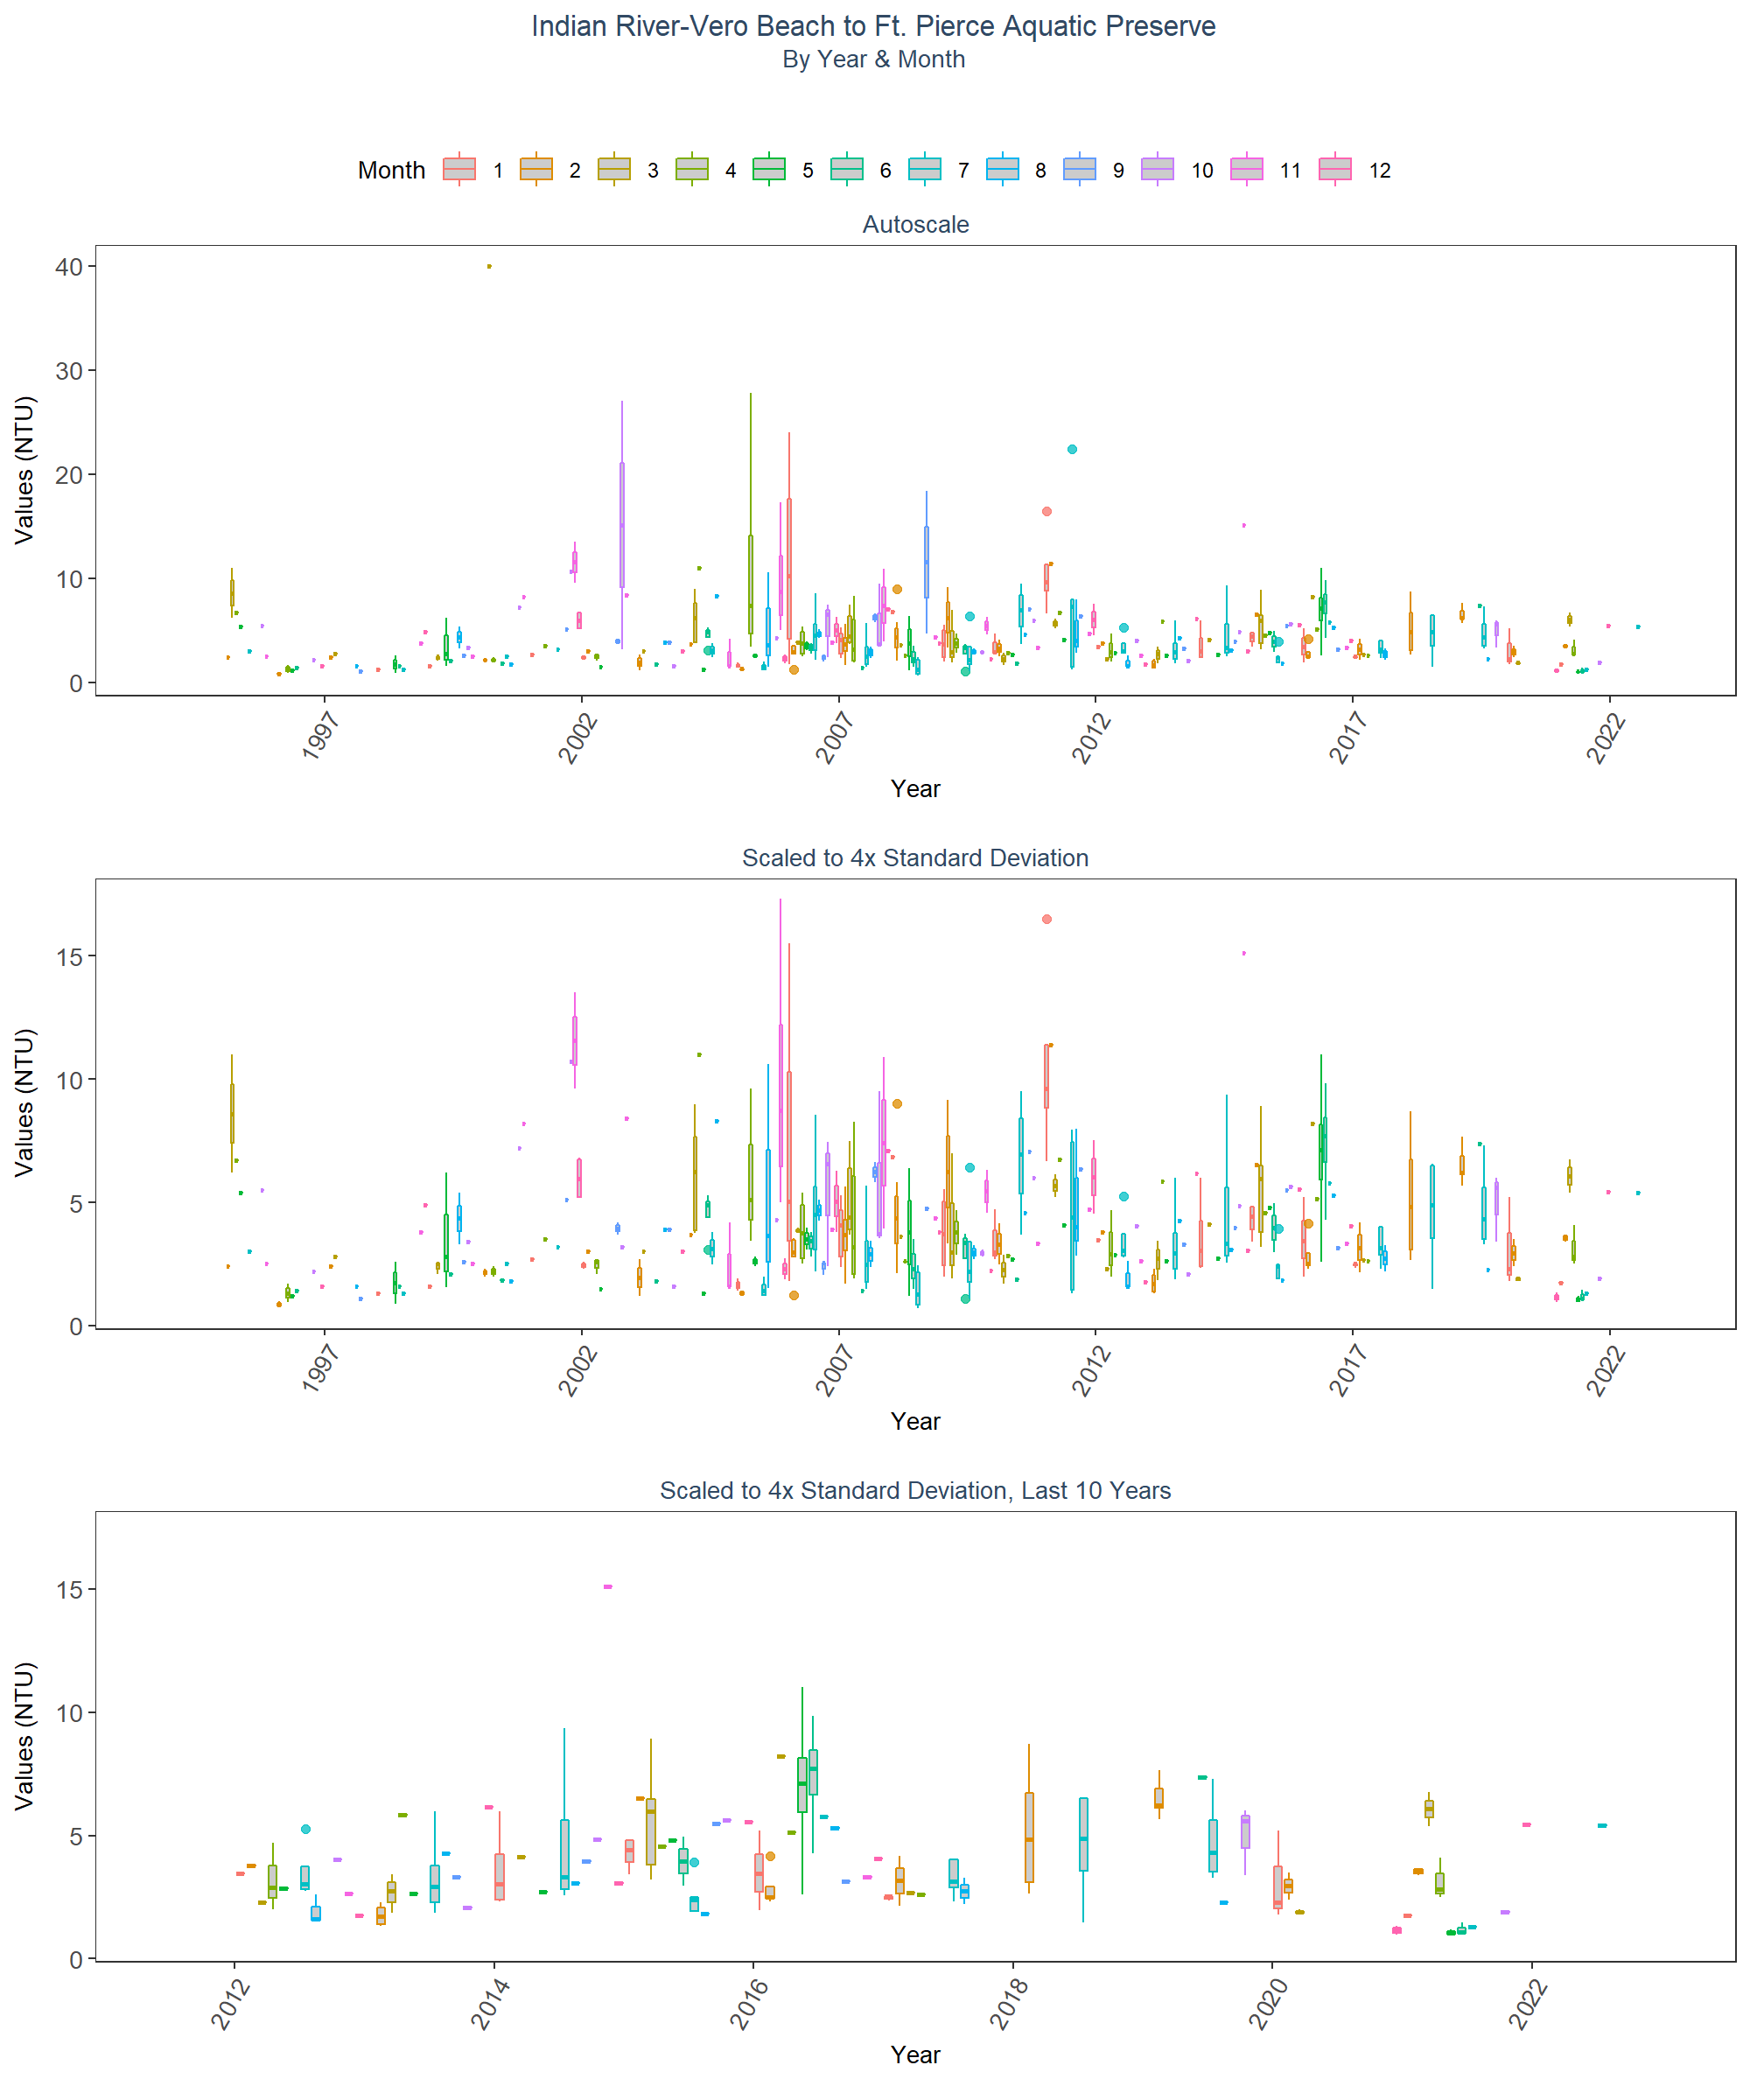 Indian River-Vero Beach to Ft. Pierce Aquatic Preserve
By Year & Month
Month 1 2 3 4 5 6 7 8 9 10 11 12
Autoscale
Values (NTU)
40
30
20
10
0
1997 2002 2007 2012 2017 2022
Year
Scaled to 4x Standard Deviation
Values (NTU)
15
10
5
0
1997 2002 2007 2012 2017 2022
Year
Scaled to 4x Standard Deviation, Last 10 Years
Values (NTU)
15
10
5
0
2012 2014 2016 2018 2020 2022
Year